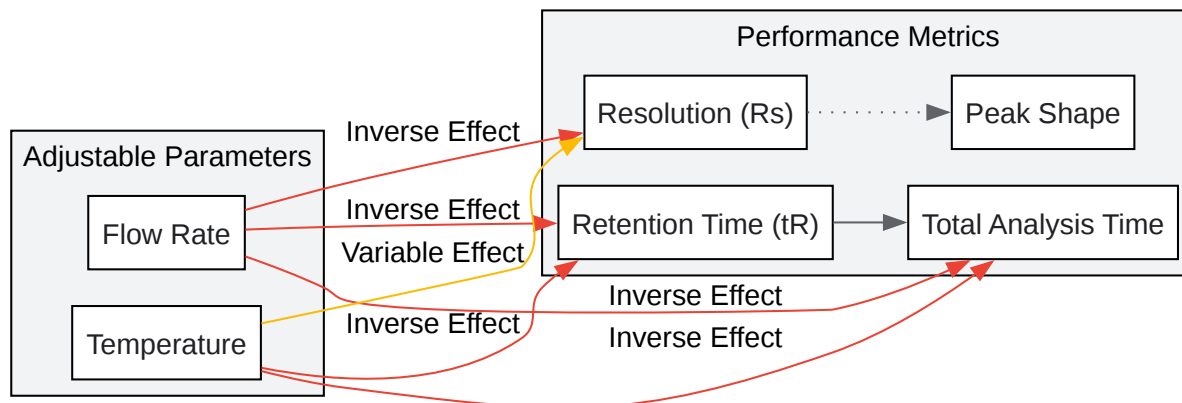 Performance Metrics
Resolution (Rs)
Peak Shape
Inverse Effect
Adjustable Parameters
Flow Rate
Inverse Effect
Retention Time (tR)
Total Analysis Time
Variable Effect
Inverse Effect
Temperature
Inverse Effect
Inverse Effect